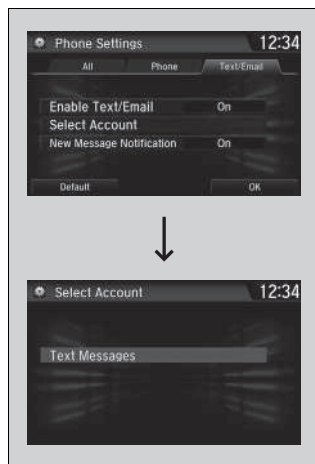 Phone Settings 12:34
All Phone Text/Email
Enable Text/Email On
Select Account
New Message Notification On
Default OK
Select Account 12:34
Text Messages